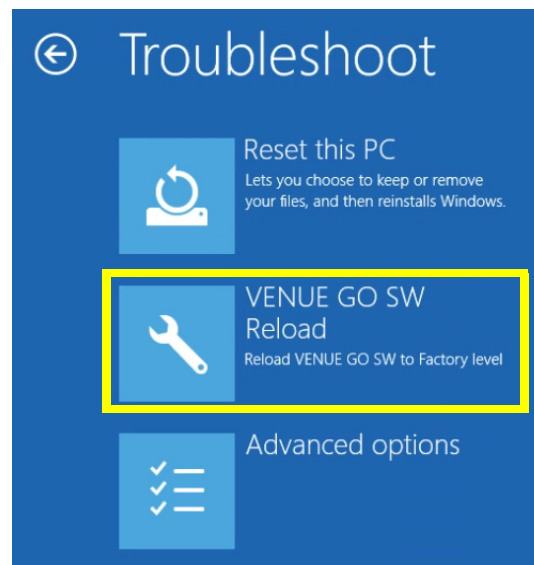 Troubleshoot
Reset this PC
Lets you choose to keep or remove
your files, and then reinstalls Windows.
VENUE GO SW
Reload
Reload VENUE GO SW to Factory level
Advanced options